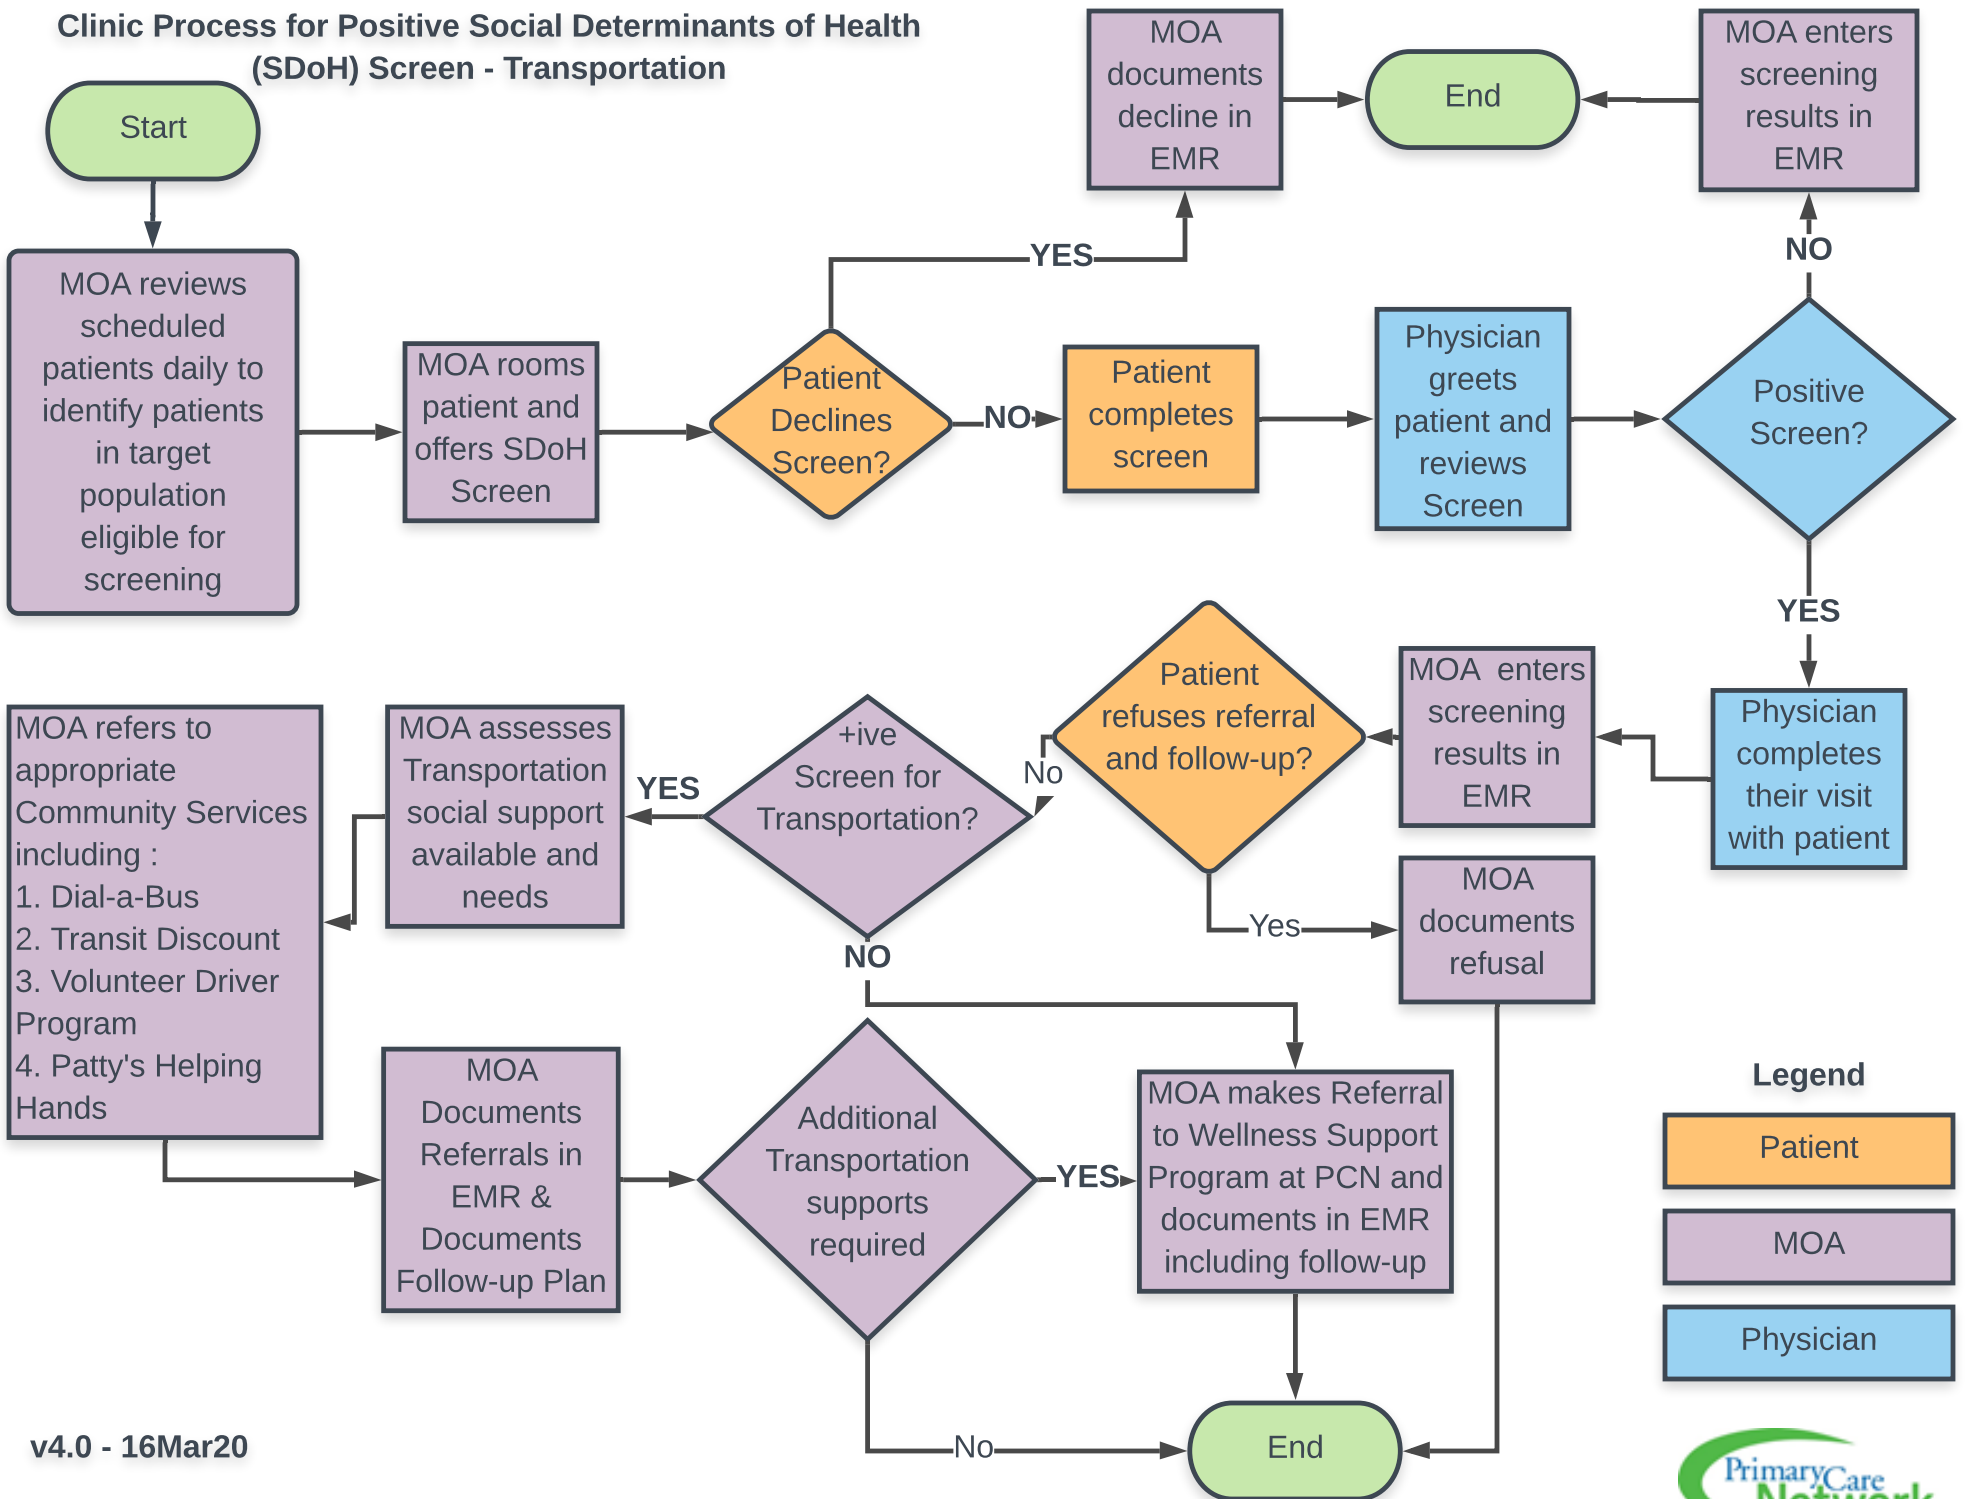 Clinic Process for Positive Social Determinants of Health
(SDoH) Screen - Transportation
Start
MOA
documents
decline in
EMR
End
MOA enters
screening
results in
EMR
YES
NO
MOA reviews
scheduled
patients daily to
identify patients
in target
population
eligible for
screening
MOA rooms
patient and
offers SDoH
Screen
Patient
Declines
Screen?
NO
Patient
completes
screen
Physician
greets
patient and
reviews
Screen
Positive
Screen?
YES
Physician
completes
their visit
with patient
MOA  enters
screening
results in
EMR
Patient
refuses referral
and follow-up?
No
Yes
MOA
documents
refusal
+ive
Screen for
Transportation?
YES
NO
MOA assesses
Transportation
social support
available and
needs
MOA refers to
appropriate
Community Services
including :
1. Dial-a-Bus
2. Transit Discount
3. Volunteer Driver
Program
4. Patty's Helping
Hands
MOA
Documents
Referrals in
EMR &
Documents
Follow-up Plan
Additional
Transportation
supports
required
YES
MOA makes Referral
to Wellness Support
Program at PCN and
documents in EMR
including follow-up
No
End
Legend
Patient
MOA
Physician
v4.0 - 16Mar20
PrimaryCare
Network